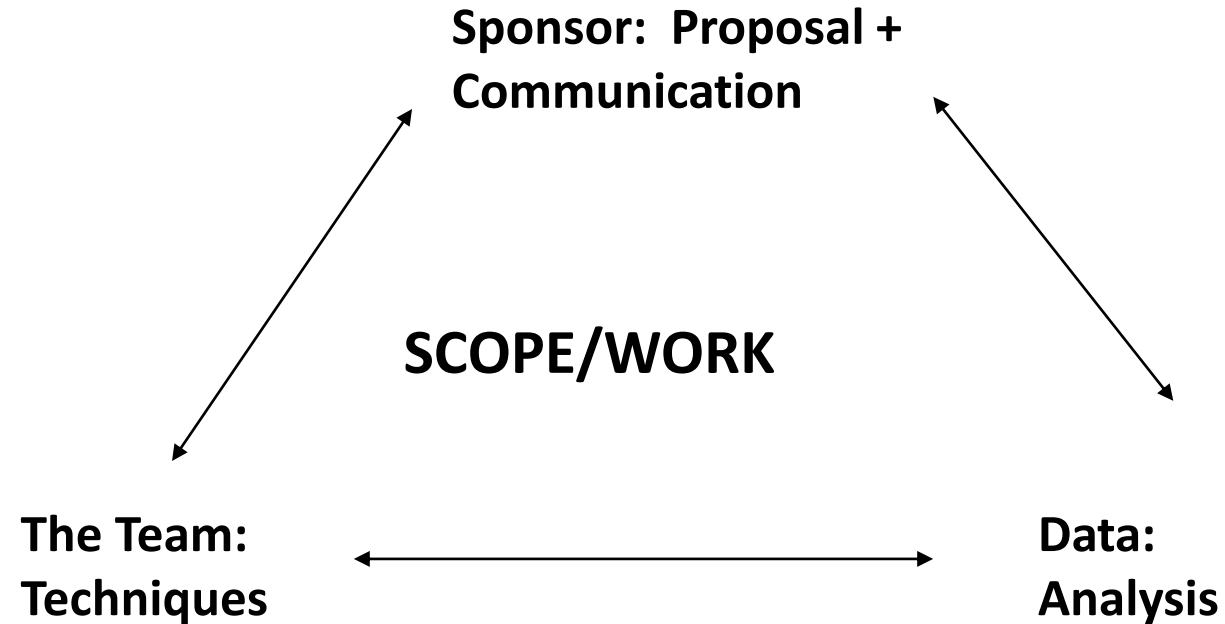 Sponsor:  Proposal +
Communication
SCOPE/WORK
The Team:
Techniques
Data:
Analysis